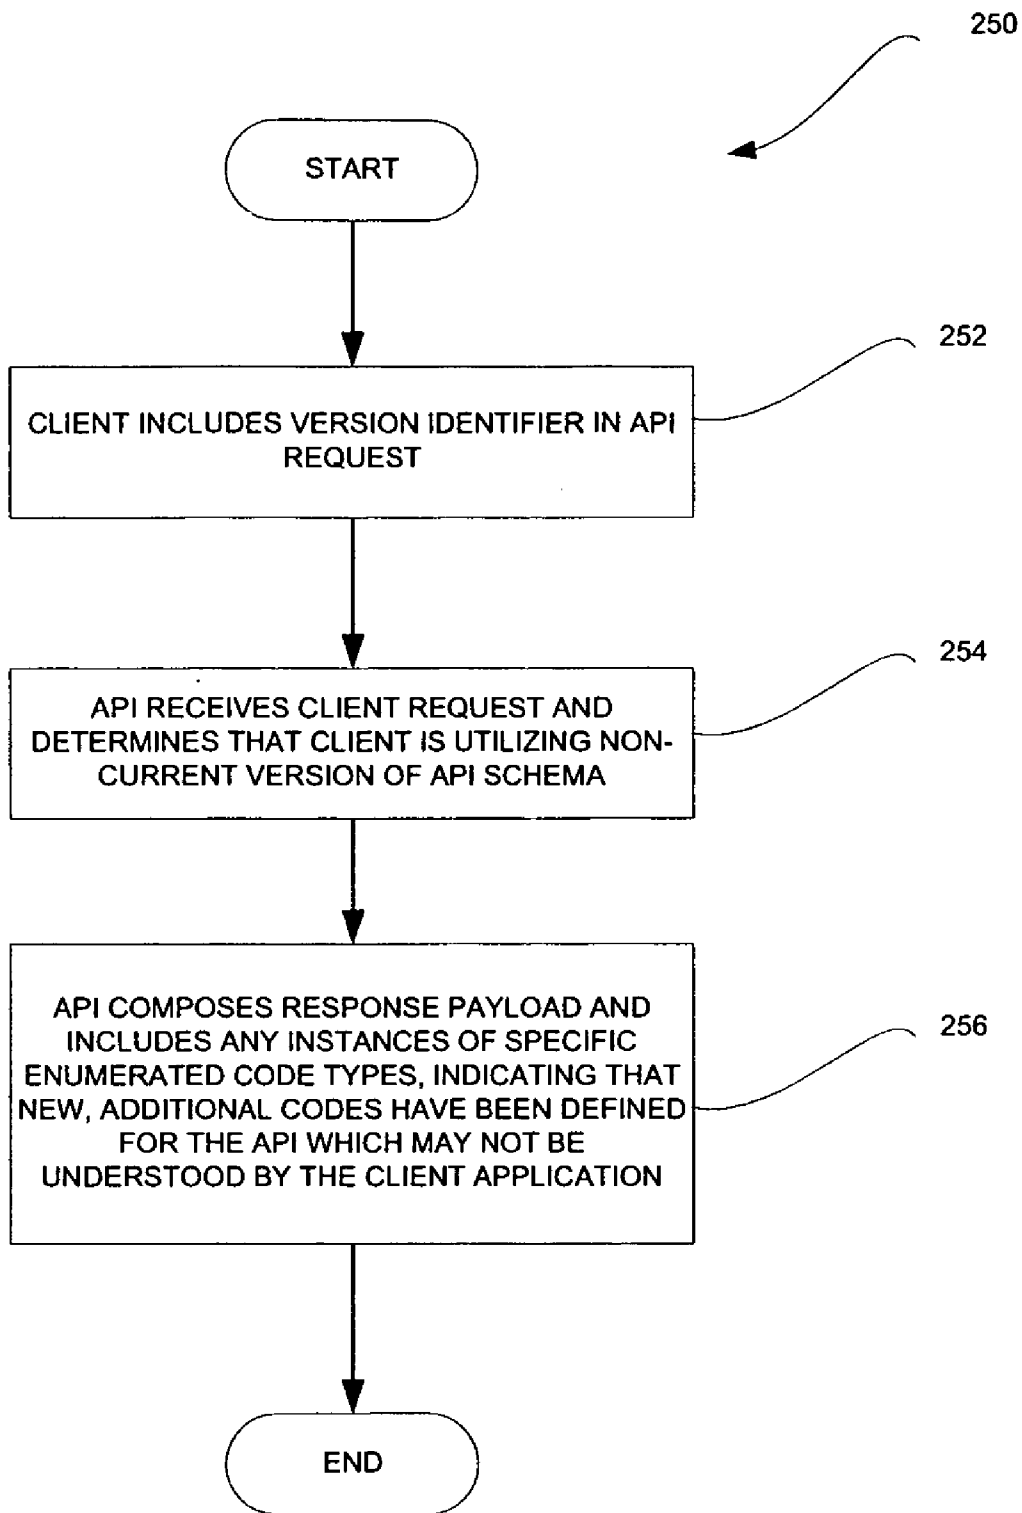 250
START
252
CLIENT INCLUDES VERSION IDENTIFIER IN API
REQUEST
254
API RECEIVES CLIENT REQUEST AND
DETERMINES THAT CLIENT IS UTILIZING NON-
CURRENT VERSION OF API SCHEMA
256
API COMPOSES RESPONSE PAYLOAD AND
INCLUDES ANY INSTANCES OF SPECIFIC
ENUMERATED CODE TYPES, INDICATING THAT
NEW, ADDITIONAL CODES HAVE BEEN DEFINED
FOR THE API WHICH MAY NOT BE
UNDERSTOOD BY THE CLIENT APPLICATION
END